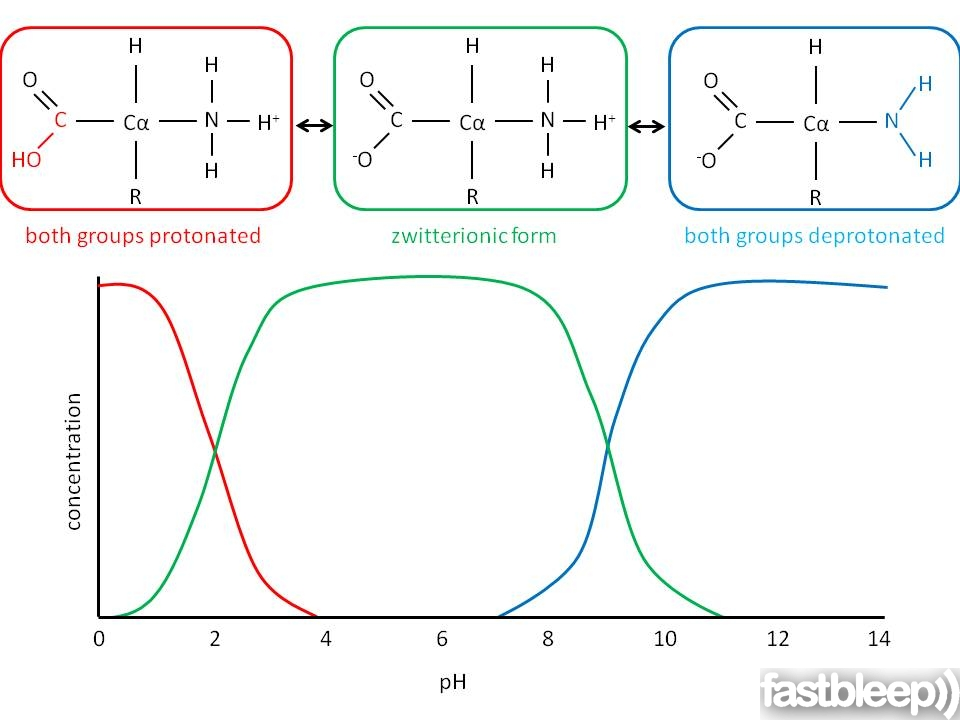 H H H
O H O H O H
C Cα N H⁺ C Cα N H⁺ C Cα N
HO H ⁻O H ⁻O H
R R R
both groups protonated zwitterionic form both groups deprotonated
concentration
0 2 4 6 8 10 12 14
pH
fastbleep))